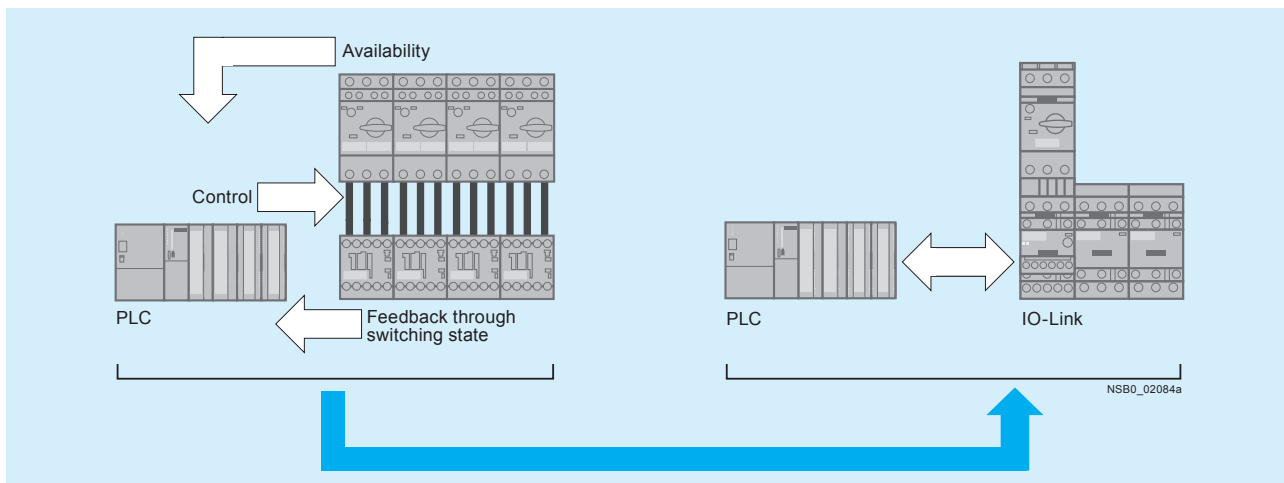 Availability
Control
PLC
Feedback through
switching state
PLC
IO-Link
NSB0_02084a